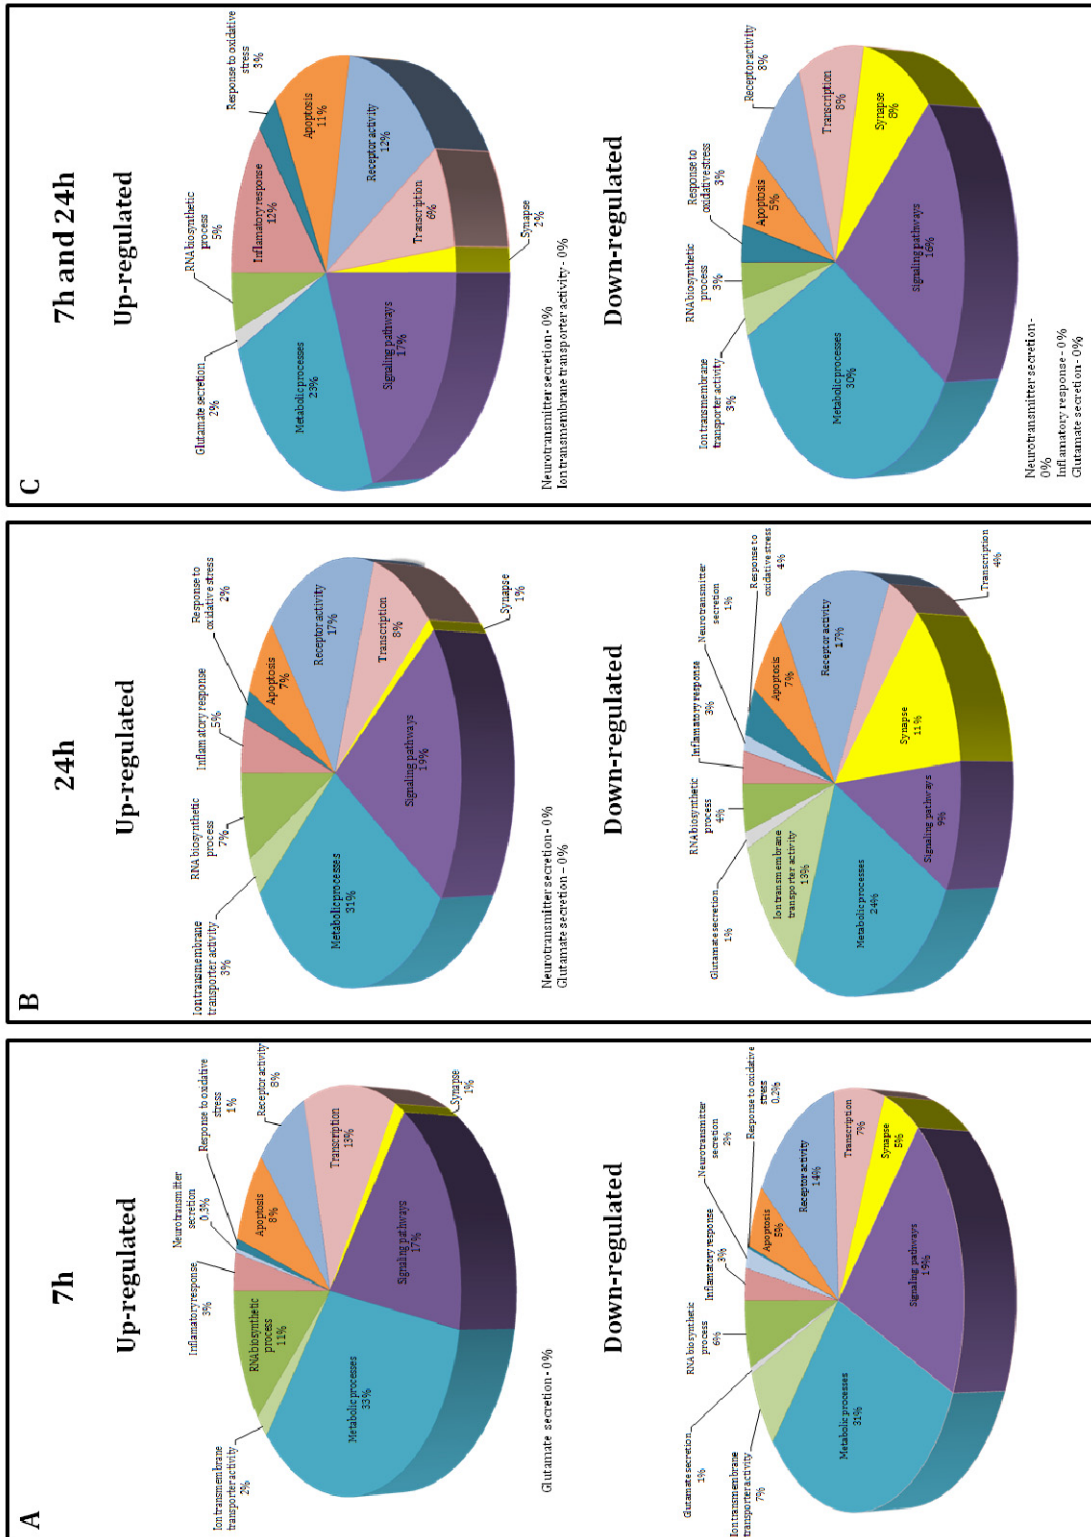 A
7h
Up-regulated
Ion transmembrane
transporter activity
2%
Inflamatory response
3%
Neurotransmitter
secretion
0.3%
Response to oxidative
stress
1%
Receptor activity
8%
RNA biosynthetic
process
11%
Apoptosis
8%
Transcription
13%
Metabolic processes
33%
Signaling pathways
17%
Synapse
1%
Glutamate secretion - 0%
Down-regulated
Glutamate secretion
1%
Ion transmembrane
transporter activity
7%
RNA biosynthetic
process
6%
Inflamatory response
3%
Neurotransmitter
secretion
2%
Response to oxidative
stress
0.2%
Apoptosis
5%
Receptor activity
14%
Transcription
7%
Synapse
5%
Metabolic processes
31%
Signaling pathways
19%
B
24h
Up-regulated
Ion transmembrane
transporter activity
3%
RNA biosynthetic
process
7%
Inflamatory response
5%
Response to
oxidative stress
2%
Apoptosis
7%
Receptor activity
17%
Transcription
8%
Synapse
1%
Metabolic processes
31%
Signaling pathways
19%
Neurotransmitter secretion - 0%
Glutamate secretion - 0%
Down-regulated
Glutamate secretion
1%
RNA biosynthetic
process
4%
Inflamatory response
3%
Neurotransmitter
secretion
1%
Response to
oxidative stress
4%
Apoptosis
7%
Receptor activity
17%
Transcription
4%
Ion transmembrane
transporter activity
13%
Synapse
11%
Metabolic processes
24%
Signaling pathways
9%
C
7h and 24h
Up-regulated
Glutamate secretion
2%
RNA biosynthetic
process
5%
Inflamatory response
12%
Response to oxidative
stress
3%
Apoptosis
11%
Receptor activity
12%
Transcription
6%
Synapse
2%
Metabolic processes
23%
Signaling pathways
17%
Neurotransmitter secretion - 0%
Ion transmembrane transporter activity - 0%
Down-regulated
Ion transmembrane
transporter activity
3%
RNA biosynthetic
process
3%
Response to
oxidative stress
3%
Apoptosis
5%
Receptor activity
8%
Transcription
8%
Synapse
8%
Metabolic processes
30%
Signaling pathways
16%
Neurotransmitter secretion -
0%
Inflamatory response - 0%
Glutamate secretion - 0%